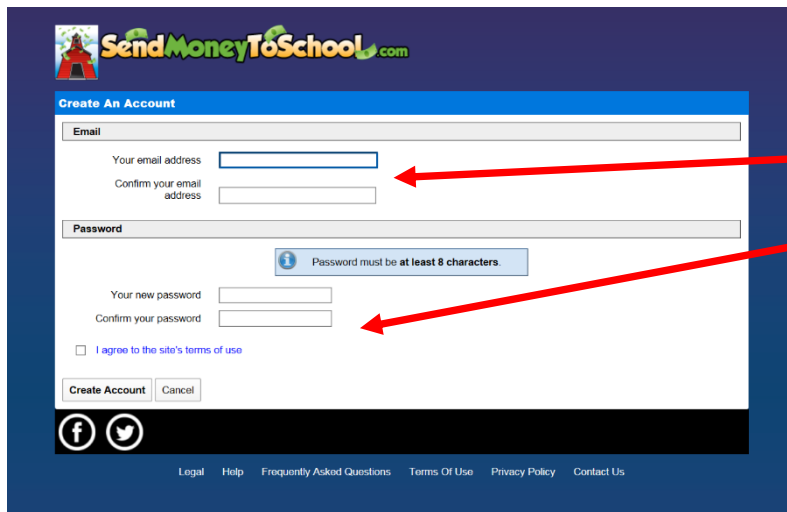 SendMoneyToSchool.com
Create An Account
Email
Your email address
Confirm your email
address
Password
Password must be at least 8 characters.
Your new password
Confirm your password
I agree to the site's terms of use
Create Account Cancel
Legal Help Frequently Asked Questions Terms Of Use Privacy Policy Contact Us